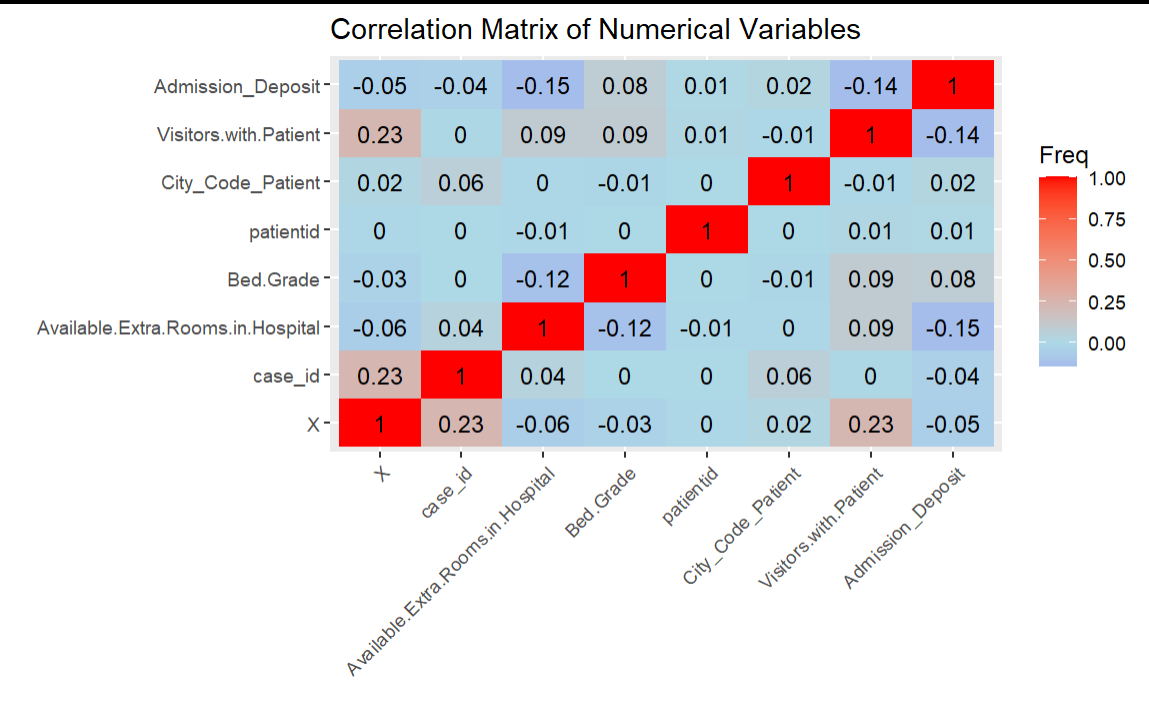 Correlation Matrix of Numerical Variables
Admission_Deposit -0.05 -0.04 -0.15 0.08 0.01 0.02 -0.14 1
Visitors.with.Patient 0.23 0 0.09 0.09 0.01 -0.01 1 -0.14
City_Code_Patient 0.02 0.06 0 -0.01 0 1 -0.01 0.02
patientid 0 0 -0.01 0 1 0 0.01 0.01
Bed.Grade -0.03 0 -0.12 1 0 -0.01 0.09 0.08
Available.Extra.Rooms.in.Hospital -0.06 0.04 1 -0.12 -0.01 0 0.09 -0.15
case_id 0.23 1 0.04 0 0 0.06 0 -0.04
X 1 0.23 -0.06 -0.03 0 0.02 0.23 -0.05
X
case_id
Available.Extra.Rooms.in.Hospital
Bed.Grade
patientid
City_Code_Patient
Visitors.with.Patient
Admission_Deposit
Freq
1.00
0.75
0.50
0.25
0.00